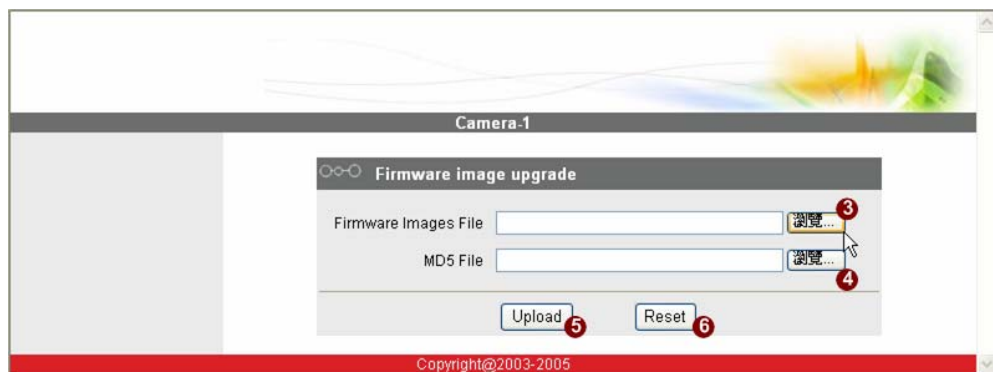 Camera-1
Firmware image upgrade
Firmware Images File 瀏覽... 3
MD5 File 瀏覽... 4
Upload 5 Reset 6
Copyright@2003-2005